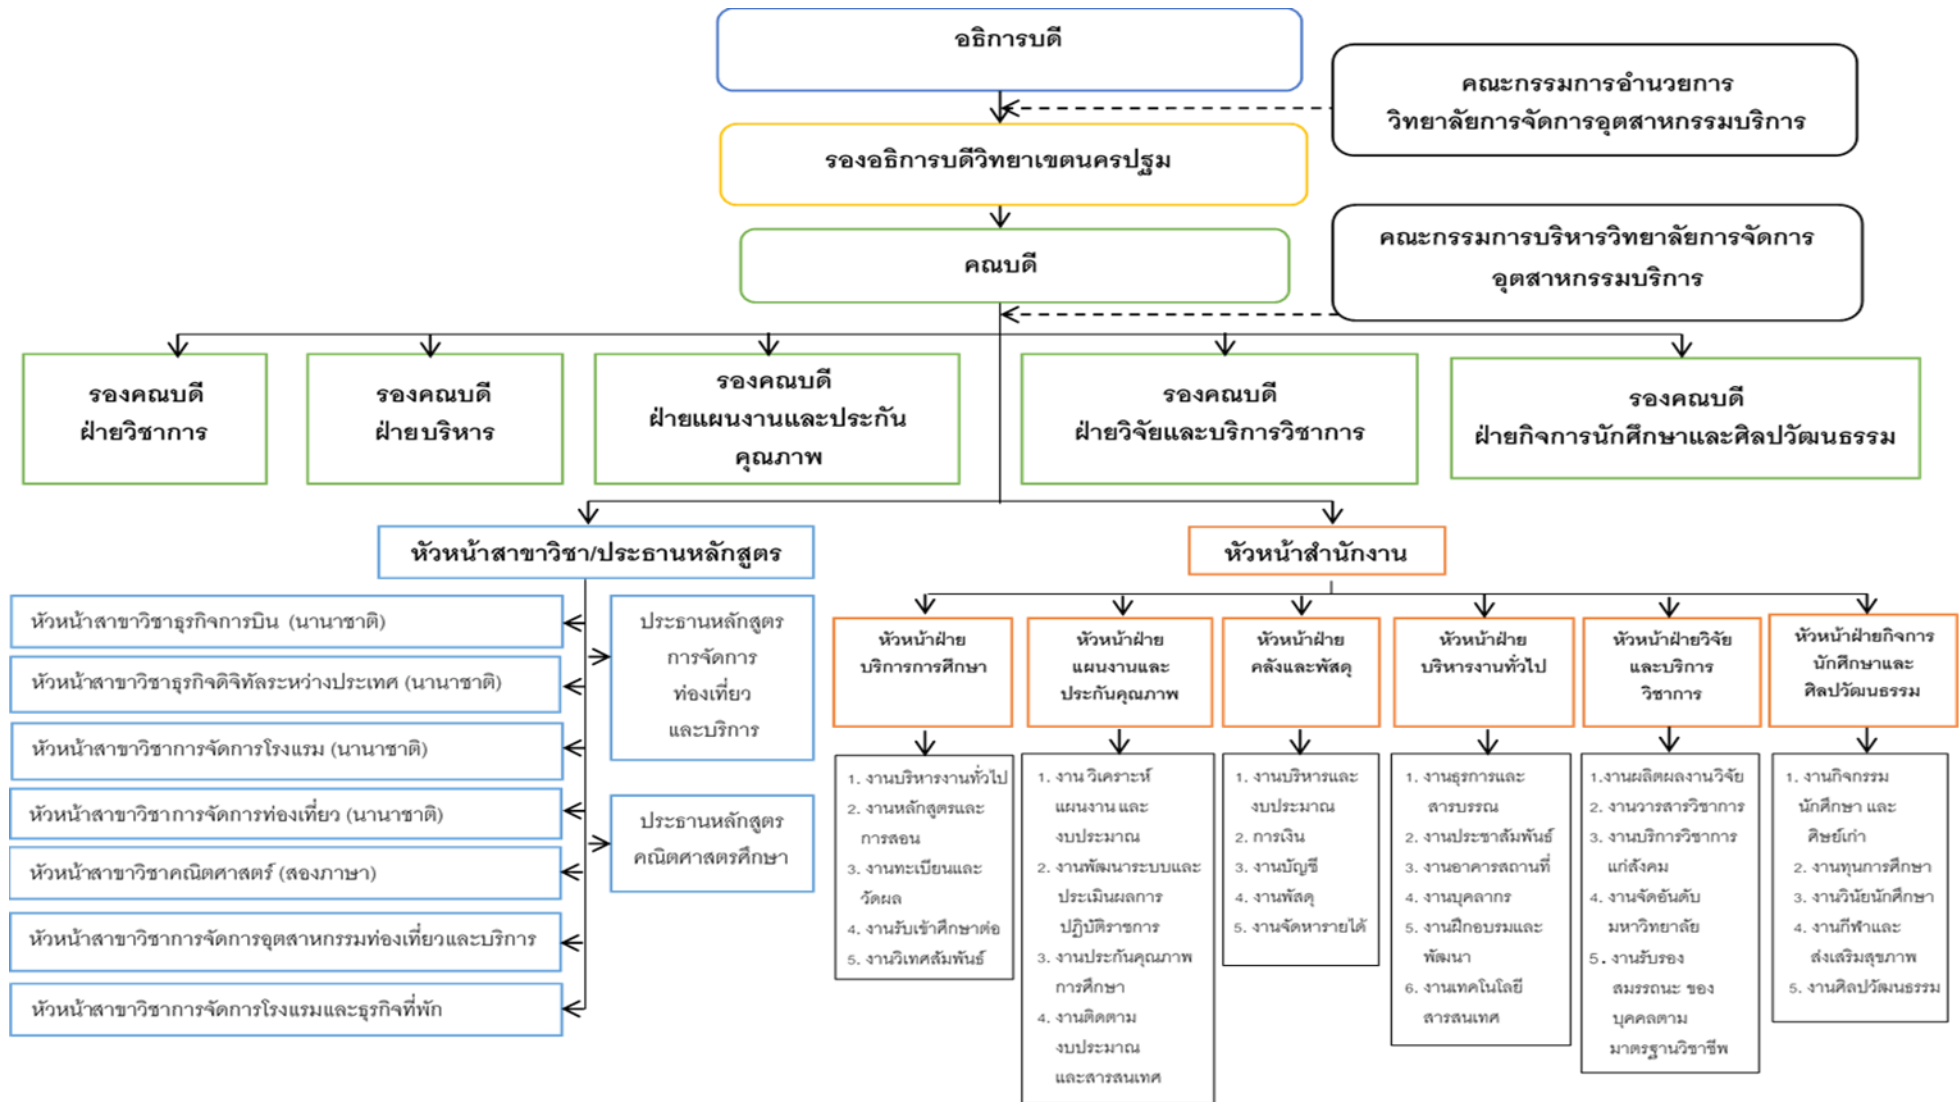 อธิการบดี
คณะกรรมการอำนวยการ
วิทยาลัยการจัดการอุตสาหกรรมบริการ
รองอธิการบดีวิทยาเขตนครปฐม
คณะกรรมการบริหารวิทยาลัยการจัดการ
อุตสาหกรรมบริการ
คณบดี
รองคณบดี
ฝ่ายวิชาการ
รองคณบดี
ฝ่ายบริหาร
รองคณบดี
ฝ่ายแผนงานและประกัน
คุณภาพ
รองคณบดี
ฝ่ายวิจัยและบริการวิชาการ
รองคณบดี
ฝ่ายกิจการนักศึกษาและศิลปวัฒนธรรม
หัวหน้าสาขาวิชา/ประธานหลักสูตร
หัวหน้าสาขาวิชาธุรกิจการบิน (นานาชาติ)
หัวหน้าสาขาวิชาธุรกิจดิจิทัลระหว่างประเทศ (นานาชาติ)
หัวหน้าสาขาวิชาการจัดการโรงแรม (นานาชาติ)
หัวหน้าสาขาวิชาการจัดการท่องเที่ยว (นานาชาติ)
หัวหน้าสาขาวิชาคณิตศาสตร์ (สองภาษา)
หัวหน้าสาขาวิชาการจัดการอุตสาหกรรมท่องเที่ยวและบริการ
หัวหน้าสาขาวิชาการจัดการโรงแรมและธุรกิจที่พัก
ประธานหลักสูตร
การจัดการ
ท่องเที่ยว
และบริการ
ประธานหลักสูตร
คณิตศาสตรศึกษา
หัวหน้าสำนักงาน
หัวหน้าฝ่าย
บริการการศึกษา
1. งานบริหารงานทั่วไป
2. งานหลักสูตรและ
การสอน
3. งานทะเบียนและ
วัดผล
4. งานรับเข้าศึกษาต่อ
5. งานวิเทศสัมพันธ์
หัวหน้าฝ่าย
แผนงานและ
ประกันคุณภาพ
1. งาน วิเคราะห์
แผนงาน และ
งบประมาณ
2. งานพัฒนาระบบและ
ประเมินผลการ
ปฏิบัติราชการ
3. งานประกันคุณภาพ
การศึกษา
4. งานติดตาม
งบประมาณ
และสารสนเทศ
หัวหน้าฝ่าย
คลังและพัสดุ
1. งานบริหารและ
งบประมาณ
2. การเงิน
3. งานบัญชี
4. งานพัสดุ
5. งานจัดหารายได้
หัวหน้าฝ่าย
บริหารงานทั่วไป
1. งานธุรการและ
สารบรรณ
2. งานประชาสัมพันธ์
3. งานอาคารสถานที่
4. งานบุคลากร
5. งานฝึกอบรมและ
พัฒนา
6. งานเทคโนโลยี
สารสนเทศ
หัวหน้าฝ่ายวิจัย
และบริการ
วิชาการ
1.งานผลิตผลงานวิจัย
2. งานวารสารวิชาการ
3. งานบริการวิชาการ
แก่สังคม
4. งานจัดอันดับ
มหาวิทยาลัย
5. งานรับรอง
สมรรถนะ ของ
บุคคลตาม
มาตรฐานวิชาชีพ
หัวหน้าฝ่ายกิจการ
นักศึกษาและ
ศิลปวัฒนธรรม
1. งานกิจกรรม
นักศึกษา และ
ศิษย์เก่า
2. งานทุนการศึกษา
3. งานวินัยนักศึกษา
4. งานกีฬาและ
ส่งเสริมสุขภาพ
5. งานศิลปวัฒนธรรม